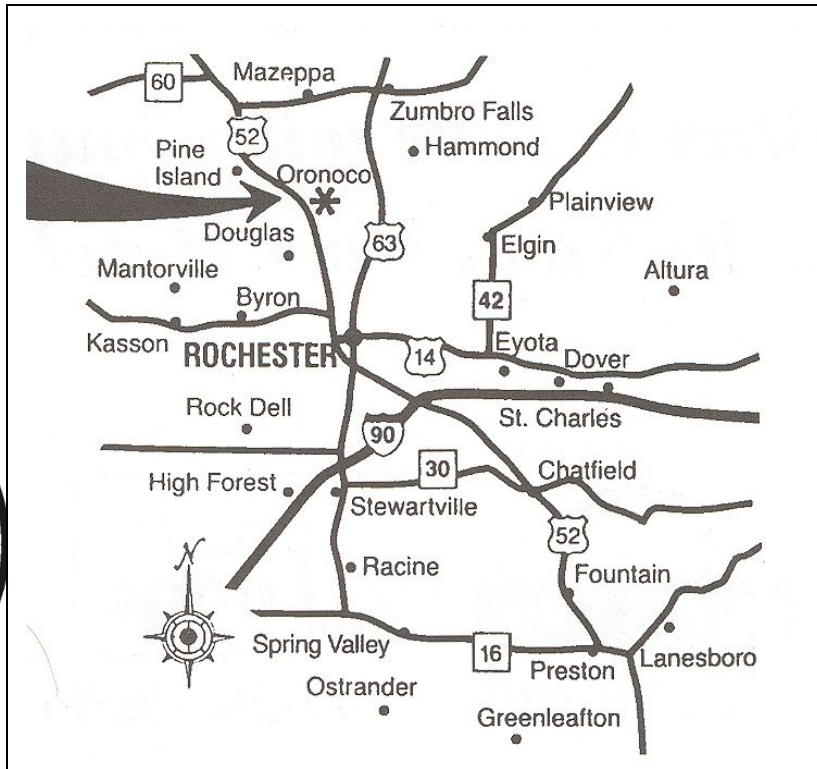 60
Mazeppa
Zumbro Falls
52
Hammond
Pine
Island
Oronoco
Plainview
Douglas
63
Elgin
Mantorville
Altura
Byron
42
Kasson
ROCHESTER
14
Eyota
Dover
Rock Dell
St. Charles
90
30
Chatfield
High Forest
Stewartville
52
N
Racine
Fountain
Spring Valley
16
Preston
Lanesboro
Ostrander
Greenleafton